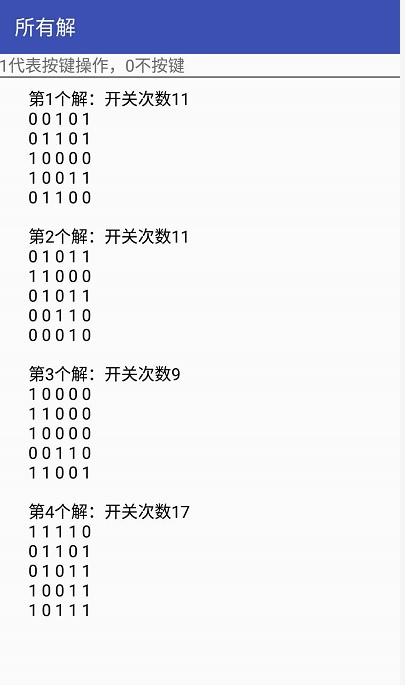 所有解
1代表按键操作，0不按键
第1个解：开关次数11
0 0 1 0 1
0 1 1 0 1
1 0 0 0 0
1 0 0 1 1
0 1 1 0 0
第2个解：开关次数11
0 1 0 1 1
1 1 0 0 0
0 1 0 1 1
0 0 1 1 0
0 0 0 1 0
第3个解：开关次数9
1 0 0 0 0
1 1 0 0 0
1 0 0 0 0
0 0 1 1 0
1 1 0 0 1
第4个解：开关次数17
1 1 1 1 0
0 1 1 0 1
0 1 0 1 1
1 0 0 1 1
1 0 1 1 1